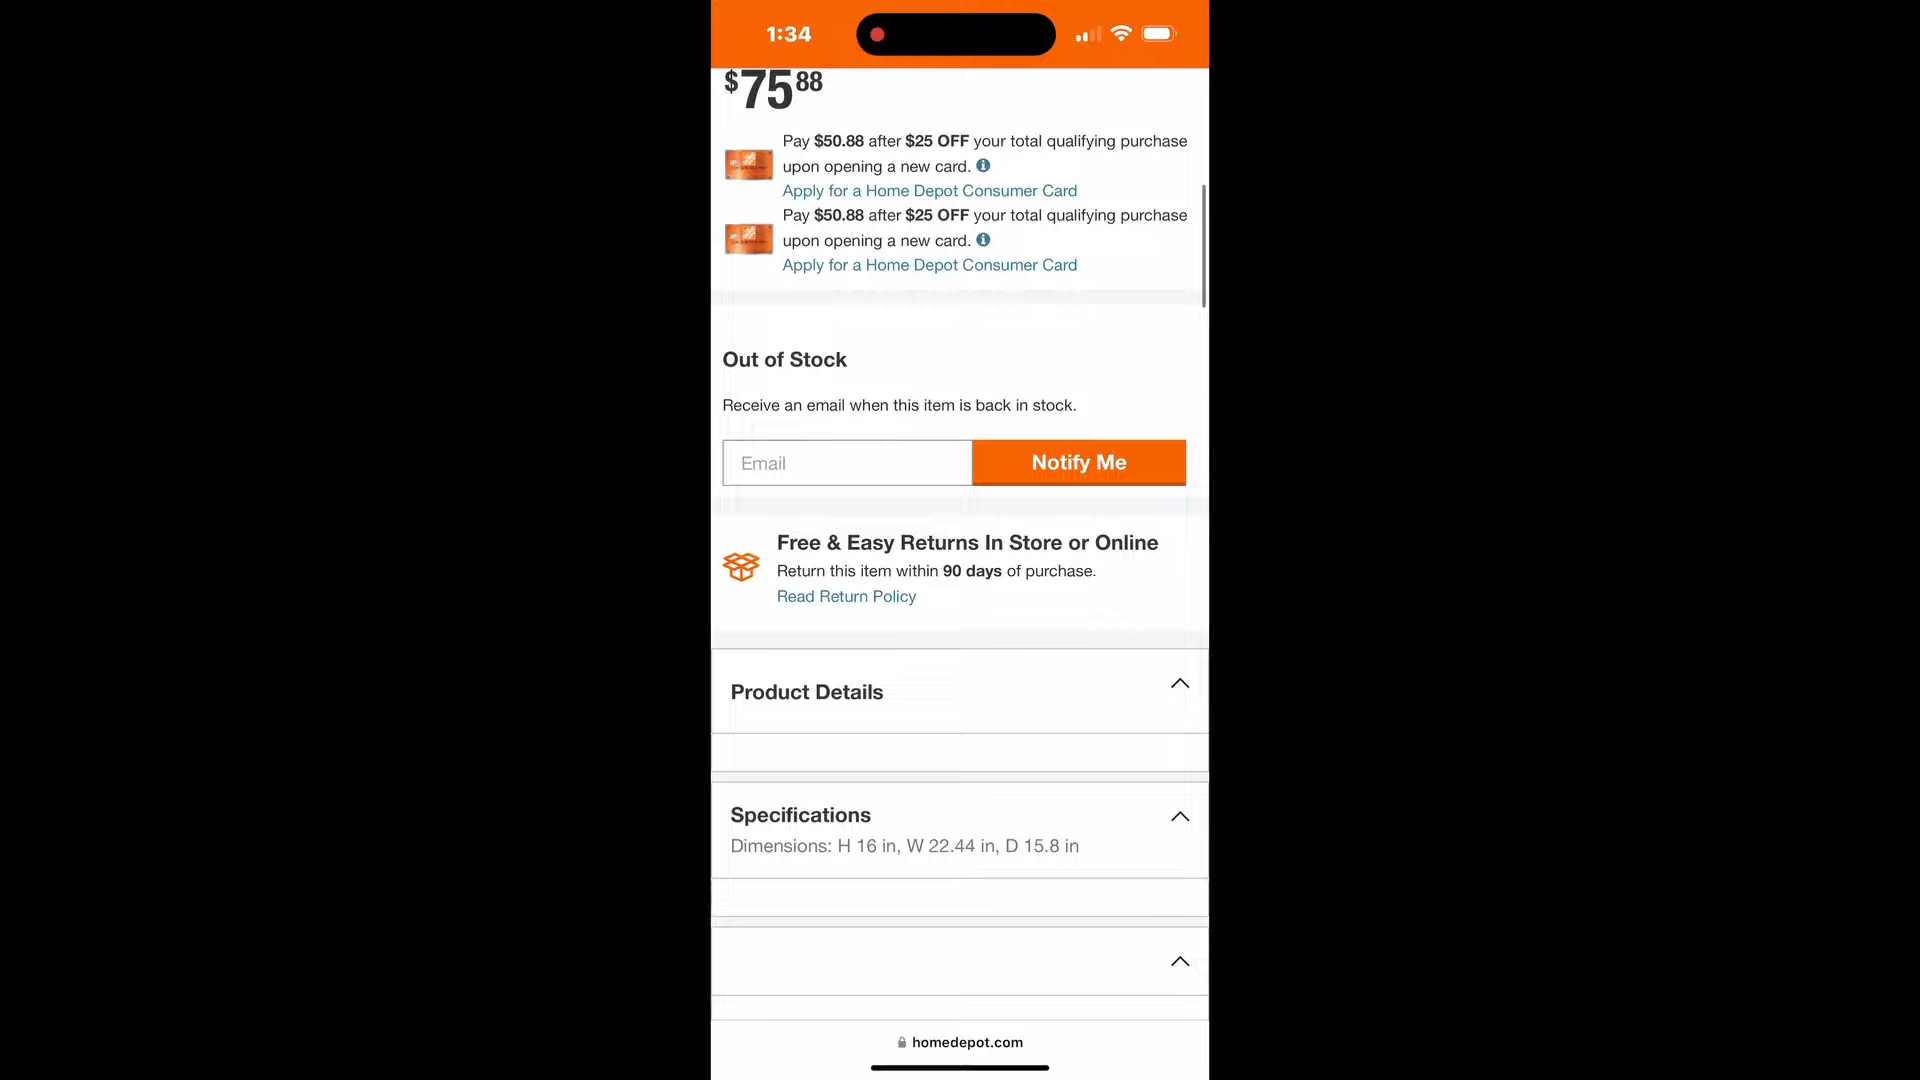 1:34
$75 88
Pay $50.88 after $25 OFF your total qualifying purchase
upon opening a new card.
Apply for a Home Depot Consumer Card
Pay $50.88 after $25 OFF your total qualifying purchase
upon opening a new card.
Apply for a Home Depot Consumer Card
Out of Stock
Receive an email when this item is back in stock.
Email
Notify Me
Free & Easy Returns In Store or Online
Return this item within 90 days of purchase.
Read Return Policy
Product Details
Specifications
Dimensions: H 16 in, W 22.44 in, D 15.8 in
homedepot.com